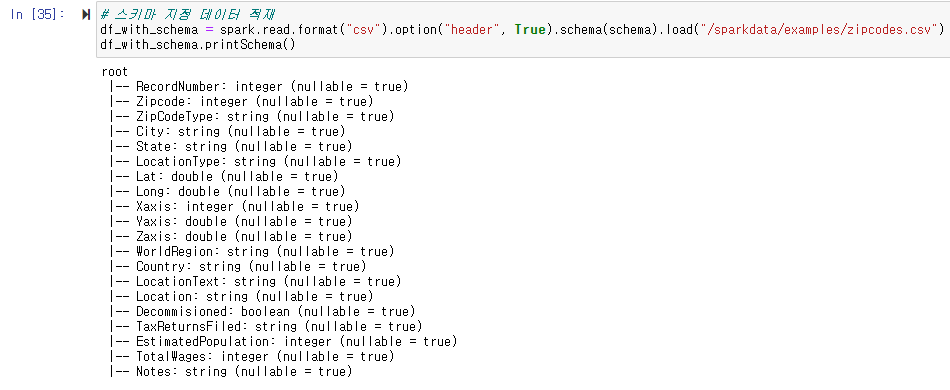 In [35]:
# 스키마 지정 데이터 적재
df_with_schema = spark.read.format("csv").option("header", True).schema(schema).load("/sparkdata/examples/zipcodes.csv")
df_with_schema.printSchema()
root
|-- RecordNumber: integer (nullable = true)
|-- Zipcode: integer (nullable = true)
|-- ZipCodeType: string (nullable = true)
|-- City: string (nullable = true)
|-- State: string (nullable = true)
|-- LocationType: string (nullable = true)
|-- Lat: double (nullable = true)
|-- Long: double (nullable = true)
|-- Xaxis: integer (nullable = true)
|-- Yaxis: double (nullable = true)
|-- Zaxis: double (nullable = true)
|-- WorldRegion: string (nullable = true)
|-- Country: string (nullable = true)
|-- LocationText: string (nullable = true)
|-- Location: string (nullable = true)
|-- Decommisioned: boolean (nullable = true)
|-- TaxReturnsFiled: string (nullable = true)
|-- EstimatedPopulation: integer (nullable = true)
|-- TotalWages: integer (nullable = true)
|-- Notes: string (nullable = true)